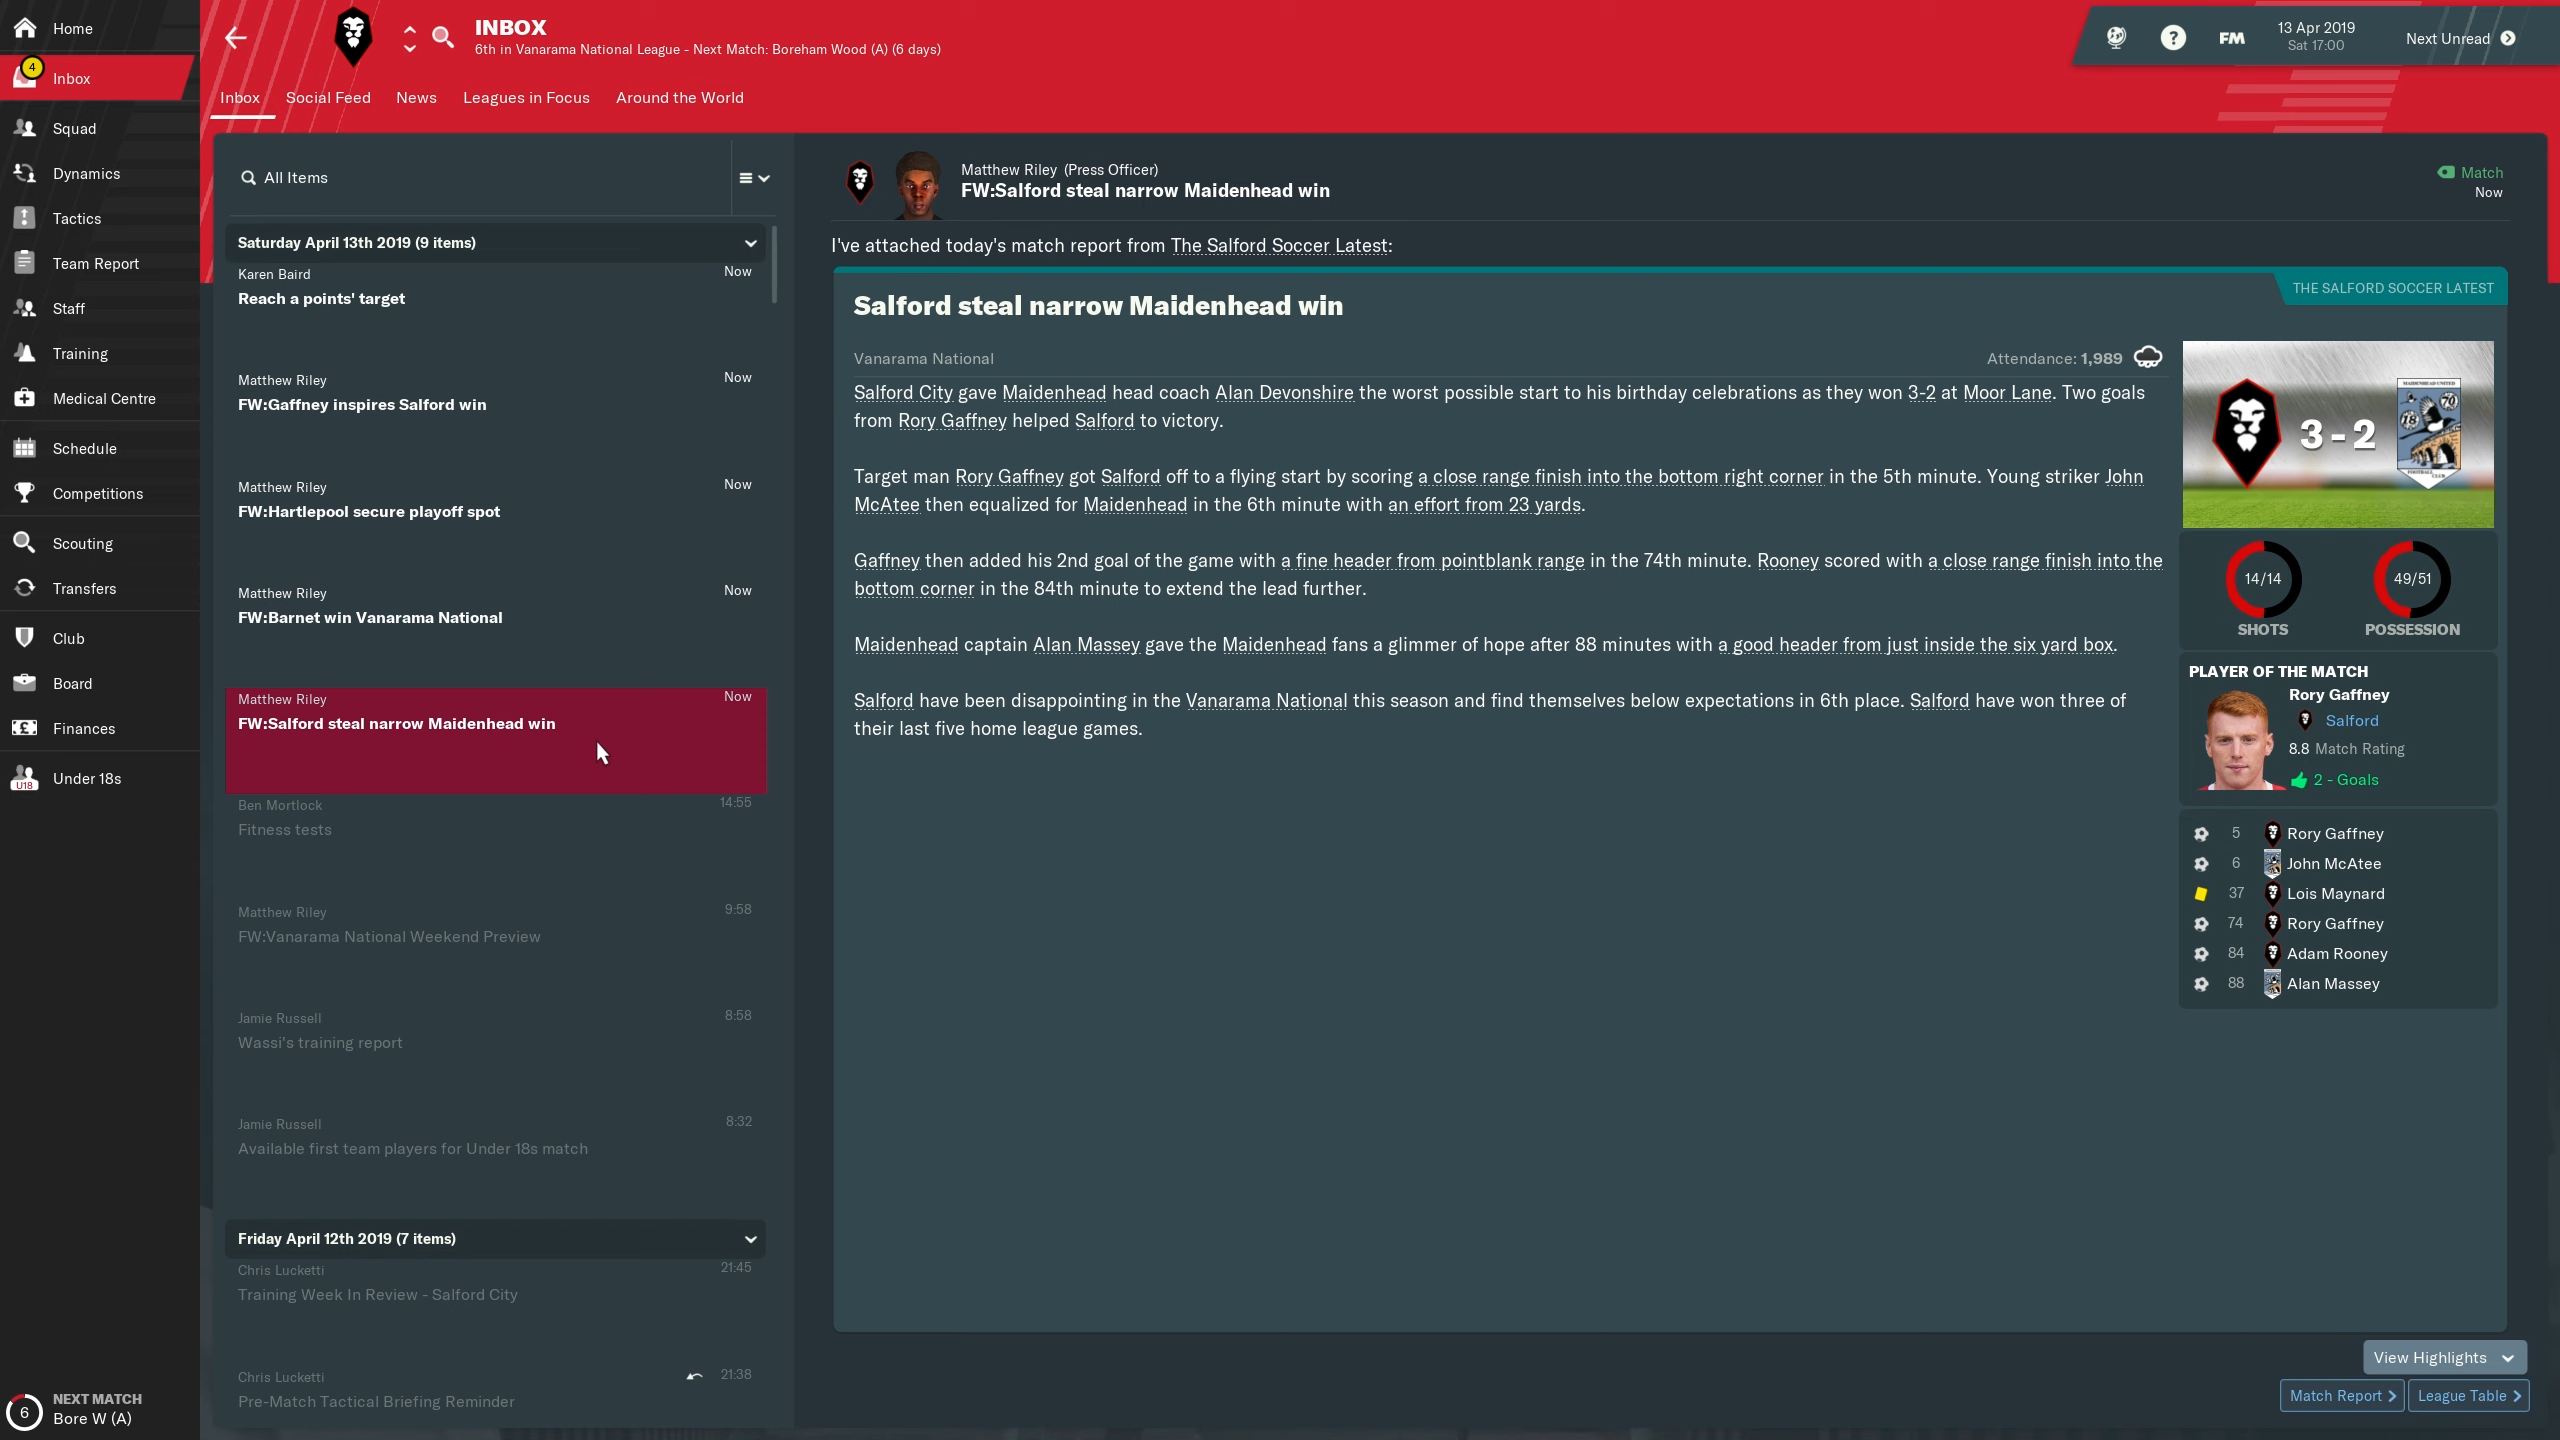 Home
4
Inbox
Squad
Dynamics
Tactics
Team Report
Staff
Training
Medical Centre
Schedule
Competitions
Scouting
Transfers
Club
Board
Finances
U18
Under 18s
6
NEXT MATCH
Bore W (A)
INBOX
6th in Vanarama National League - Next Match: Boreham Wood (A) (6 days)
?
FM
13 Apr 2019
Sat 17:00
Next Unread
Inbox Social Feed News Leagues in Focus Around the World
All Items
Saturday April 13th 2019 (9 items)
Karen Baird Now
Reach a points' target
Matthew Riley Now
FW:Gaffney inspires Salford win
Matthew Riley Now
FW:Hartlepool secure playoff spot
Matthew Riley Now
FW:Barnet win Vanarama National
Matthew Riley Now
FW:Salford steal narrow Maidenhead win
Ben Mortlock 14:55
Fitness tests
Matthew Riley 9:58
FW:Vanarama National Weekend Preview
Jamie Russell 8:58
Wassi's training report
Jamie Russell 8:32
Available first team players for Under 18s match
Friday April 12th 2019 (7 items)
Chris Lucketti 21:45
Training Week In Review - Salford City
Chris Lucketti 21:38
Pre-Match Tactical Briefing Reminder
Matthew Riley (Press Officer)
FW:Salford steal narrow Maidenhead win
Match
Now
I've attached today's match report from The Salford Soccer Latest:
THE SALFORD SOCCER LATEST
Salford steal narrow Maidenhead win
Vanarama National Attendance: 1,989
Salford City gave Maidenhead head coach Alan Devonshire the worst possible start to his birthday celebrations as they won 3-2 at Moor Lane. Two goals
from Rory Gaffney helped Salford to victory.
Target man Rory Gaffney got Salford off to a flying start by scoring a close range finish into the bottom right corner in the 5th minute. Young striker John
McAtee then equalized for Maidenhead in the 6th minute with an effort from 23 yards.
Gaffney then added his 2nd goal of the game with a fine header from pointblank range in the 74th minute. Rooney scored with a close range finish into the
bottom corner in the 84th minute to extend the lead further.
Maidenhead captain Alan Massey gave the Maidenhead fans a glimmer of hope after 88 minutes with a good header from just inside the six yard box.
Salford have been disappointing in the Vanarama National this season and find themselves below expectations in 6th place. Salford have won three of
their last five home league games.
MAIDENHEAD UNITED
18 70
FOOTBALL
CLUB
3 - 2
14/14 49/51
SHOTS POSSESSION
PLAYER OF THE MATCH
Rory Gaffney
Salford
8.8 Match Rating
2 - Goals
5 Rory Gaffney
6 John McAtee
37 Lois Maynard
74 Rory Gaffney
84 Adam Rooney
88 Alan Massey
View Highlights
Match Report League Table